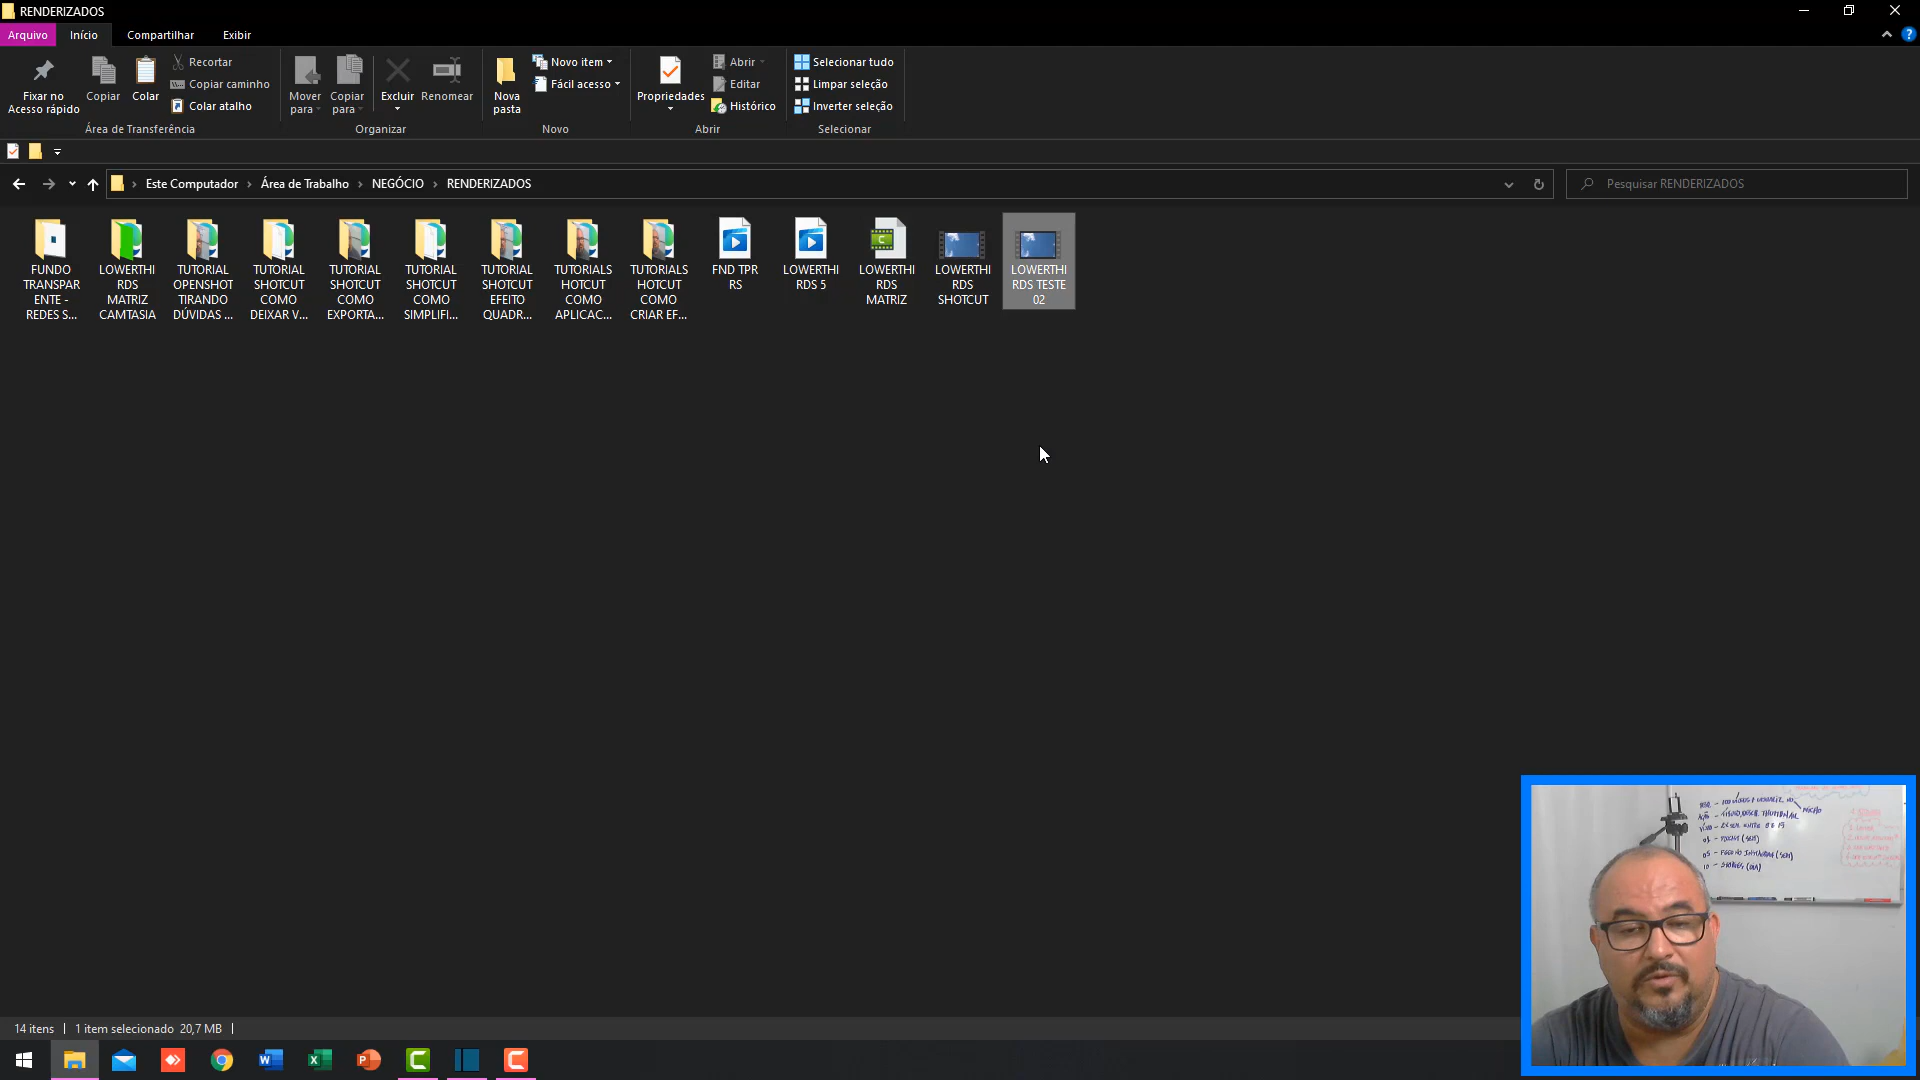 RENDERIZADOS
Arquivo Início Compartilhar Exibir
Fixar no
Acesso rápido
Copiar
Colar
Recortar
Copiar caminho
Colar atalho
Área de Transferência
Mover
para
Copiar
para
Excluir
Renomear
Organizar
Nova
pasta
Novo item
Fácil acesso
Novo
Propriedades
Abrir
Editar
Histórico
Abrir
Selecionar tudo
Limpar seleção
Inverter seleção
Selecionar
Este Computador > Área de Trabalho > NEGÓCIO > RENDERIZADOS
Pesquisar RENDERIZADOS
FUNDO
TRANSPAR
ENTE -
REDES S...
LOWERTHI
RDS
MATRIZ
CAMTASIA
TUTORIAL
OPENSHOT
TIRANDO
DÚVIDAS ...
TUTORIAL
SHOTCUT
COMO
DEIXAR V...
TUTORIAL
SHOTCUT
COMO
EXPORTA...
TUTORIAL
SHOTCUT
COMO
SIMPLIFI...
TUTORIAL
SHOTCUT
EFEITO
QUADR...
TUTORIALS
HOTCUT
COMO
APLICAC...
TUTORIALS
HOTCUT
COMO
CRIAR EF...
FND TPR
RS
LOWERTHI
RDS 5
LOWERTHI
RDS
MATRIZ
LOWERTHI
RDS
SHOTCUT
LOWERTHI
RDS TESTE
02
14 itens | 1 item selecionado 20,7 MB |